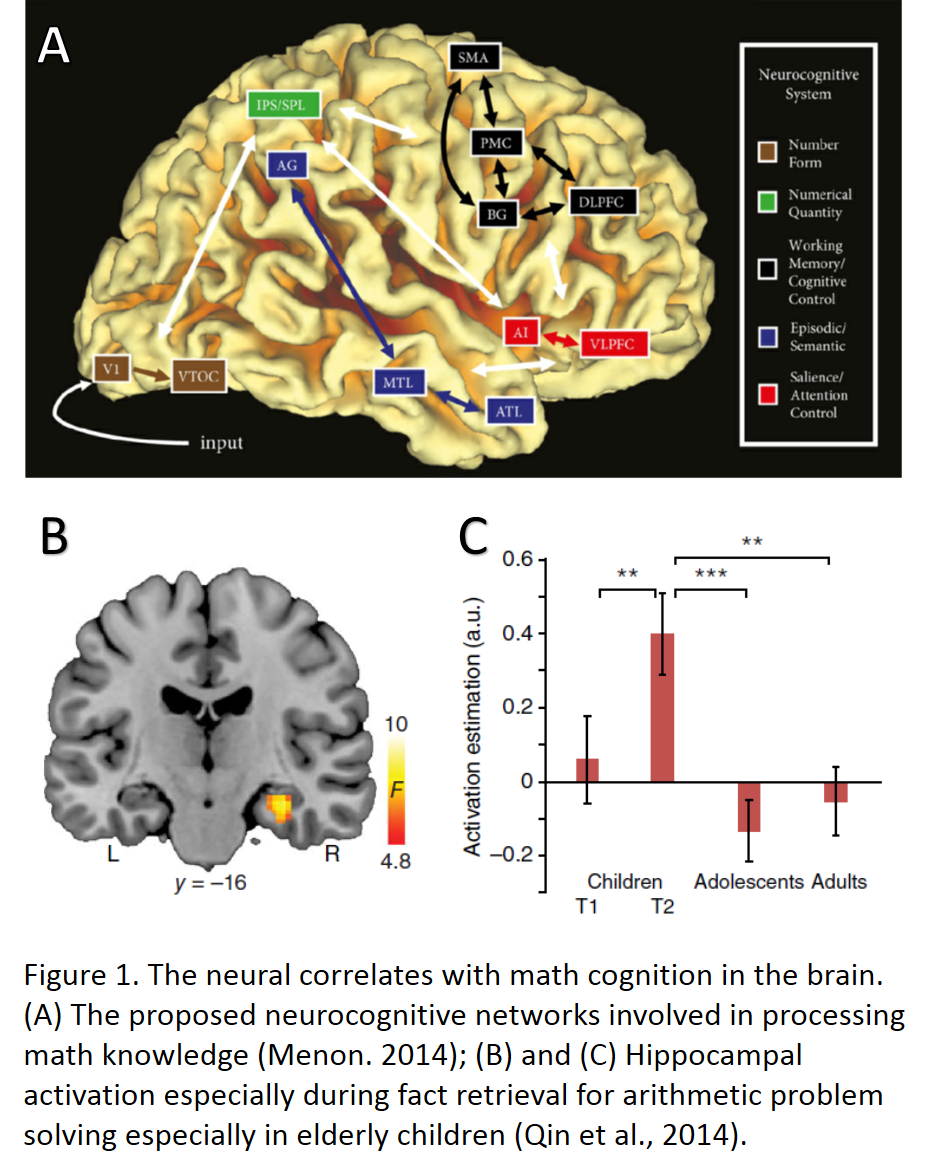 A
SMA
IPS/SPL
PMC
AG
BG
DLPFC
AI
VLPFC
V1
VTOC
MTL
ATL
input
Neurocognitive
System
Number
Form
Numerical
Quantity
Working
Memory/
Cognitive
Control
Episodic/
Semantic
Salience/
Attention
Control
B
10
F
4.8
L
R
y = −16
C
Activation estimation (a.u.)
0.6
0.4
0.2
0
−0.2
**
***
**
Children
T1
T2
Adolescents
Adults
Figure 1. The neural correlates with math cognition in the brain.
(A) The proposed neurocognitive networks involved in processing
math knowledge (Menon. 2014); (B) and (C) Hippocampal
activation especially during fact retrieval for arithmetic problem
solving especially in elderly children (Qin et al., 2014).